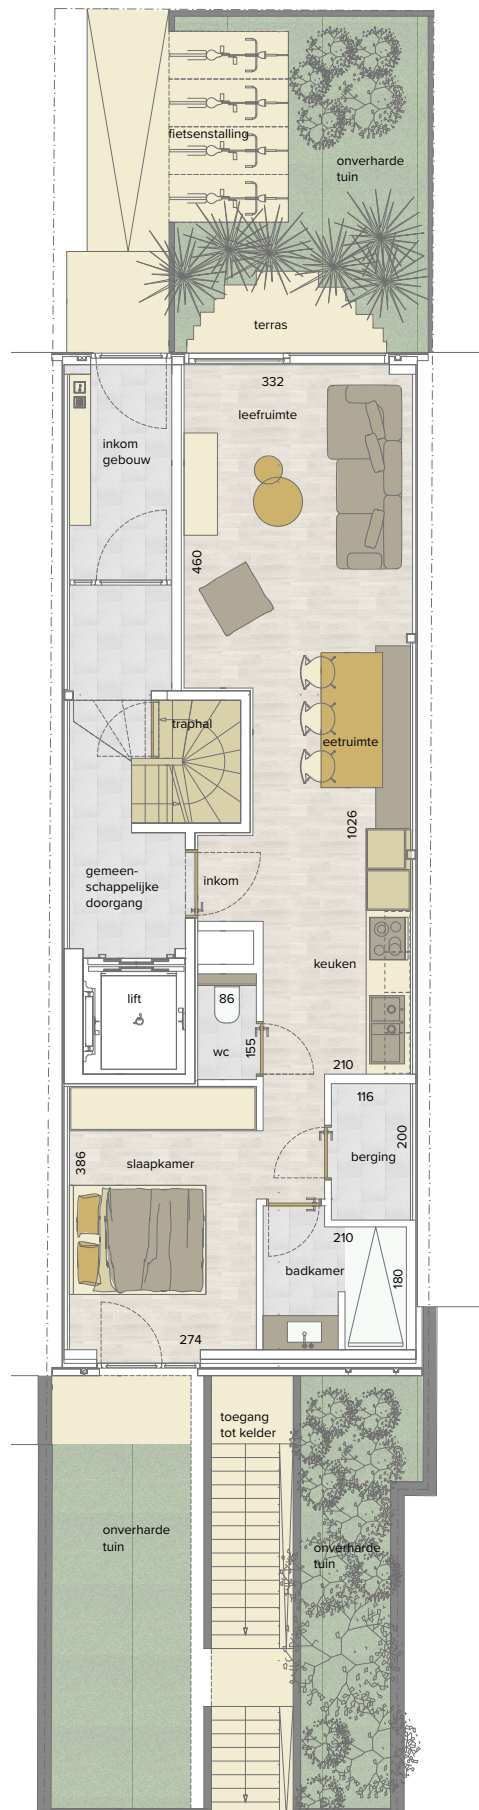 fietsenstalling
onverharde
tuin
terras
332
leefruimte
inkom
gebouw
460
traphal
eetruimte
1026
gemeen-
schappelijke
doorgang
inkom
keuken
lift
86
wc
155
210
116
200
berging
386
slaapkamer
210
badkamer
180
274
toegang
tot kelder
onverharde
tuin
onverharde
tuin